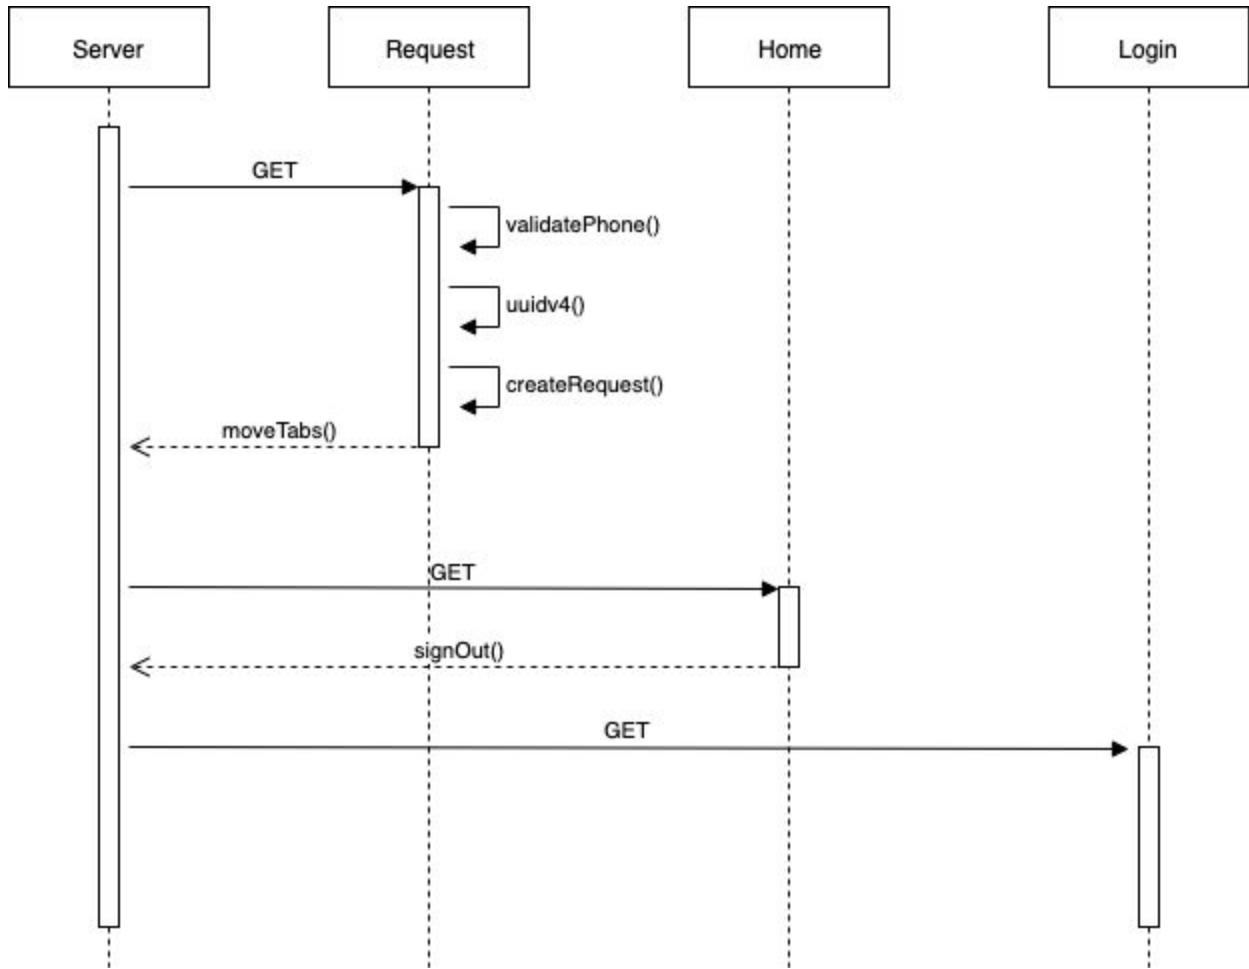 Server
Request
Home
Login
GET
validatePhone()
uuidv4()
createRequest()
moveTabs()
GET
signOut()
GET